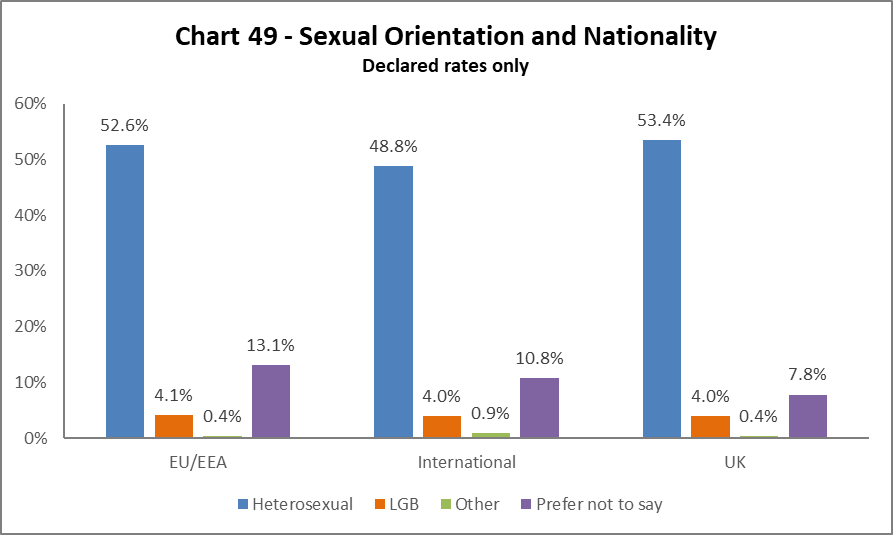 Chart 49 - Sexual Orientation and Nationality
Declared rates only
60%
50%
40%
30%
20%
10%
0%
52.6%
4.1%
0.4%
13.1%
48.8%
4.0%
0.9%
10.8%
53.4%
4.0%
0.4%
7.8%
EU/EEA
International
UK
Heterosexual
LGB
Other
Prefer not to say